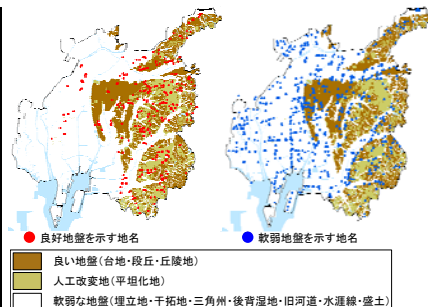 良好地盤を示す地名
軟弱地盤を示す地名
良い地盤(台地・段丘・丘陵地)
人工改変地(平坦化地)
軟弱な地盤(埋立地・干拓地・三角州・後背湿地・旧河道・水涯線・盛土)